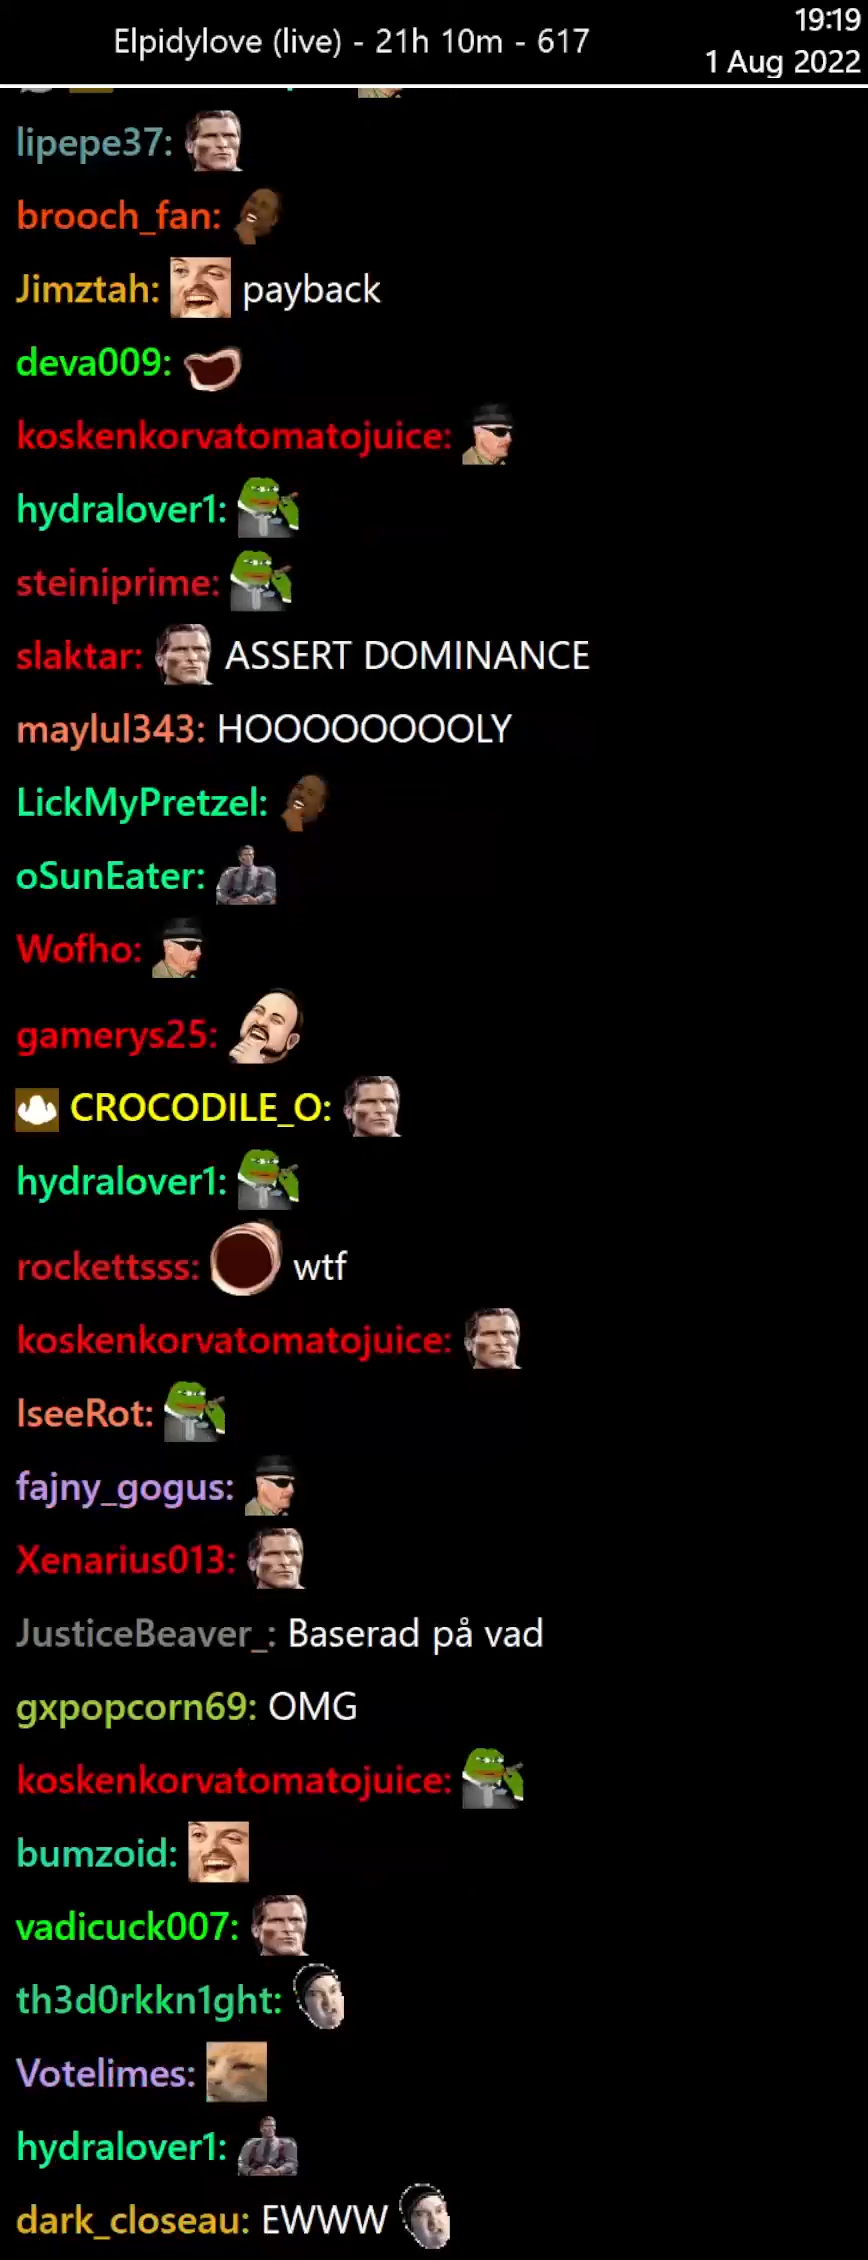 19:19
Elpidylove (live) - 21h 10m - 617
1 Aug 2022
lipepe37:
brooch_fan:
Jimztah: payback
deva009:
koskenkorvatomatojuice:
hydralover1:
steiniprime:
slaktar: ASSERT DOMINANCE
maylul343: HOOOOOOOOOLY
LickMyPretzel:
oSunEater:
Wofho:
gamerys25:
CROCODILE_O:
hydralover1:
rockettsss: wtf
koskenkorvatomatojuice:
IseeRot:
fajny_gogus:
Xenarius013:
JusticeBeaver_: Baserad på vad
gxpopcorn69: OMG
koskenkorvatomatojuice:
bumzoid:
vadicuck007:
th3d0rkkn1ght:
Votelimes:
hydralover1:
dark_closeau: EWWW